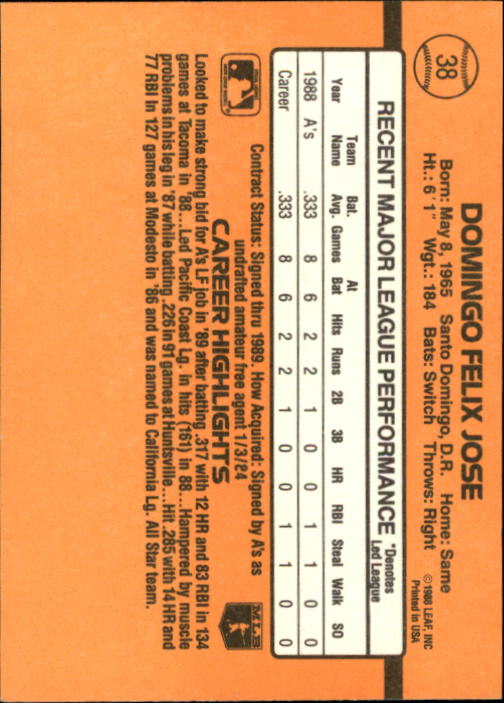 38
DOMINGO FELIX JOSE
Born: May 8, 1965 Santo Domingo, D.R. Home: Same
Ht.: 6' 1" Wgt.: 184 Bats: Switch Throws: Right
©1988 LEAF, INC
Printed in USA
RECENT MAJOR LEAGUE PERFORMANCE *Denotes Led League
Year Team Name Bat. Avg. Games At Bat Hits Runs 2B 3B HR RBI Steal Walk SO
1988 A's .333 8 6 2 2 1 0 0 1 1 0 0
Career .333 8 6 2 2 1 0 0 1 1 0 0
Contract Status: Signed thru 1989. How Acquired: Signed by A's as
undrafted amateur free agent 1/3/24
MLB
CAREER HIGHLIGHTS
Looked to make strong bid for A's LF job in '89 after batting .317 with 12 HR and 83 RBI in 134
games at Tacoma in '88...Led Pacific Coast Lg. in hits (161) in 88...Hampered by muscle
problems in his leg in '87 while batting .226 in 91 games at Huntsville...Hit .285 with 14 HR and
77 RBI in 127 games at Modesto in '86 and was named to California Lg. All Star team.